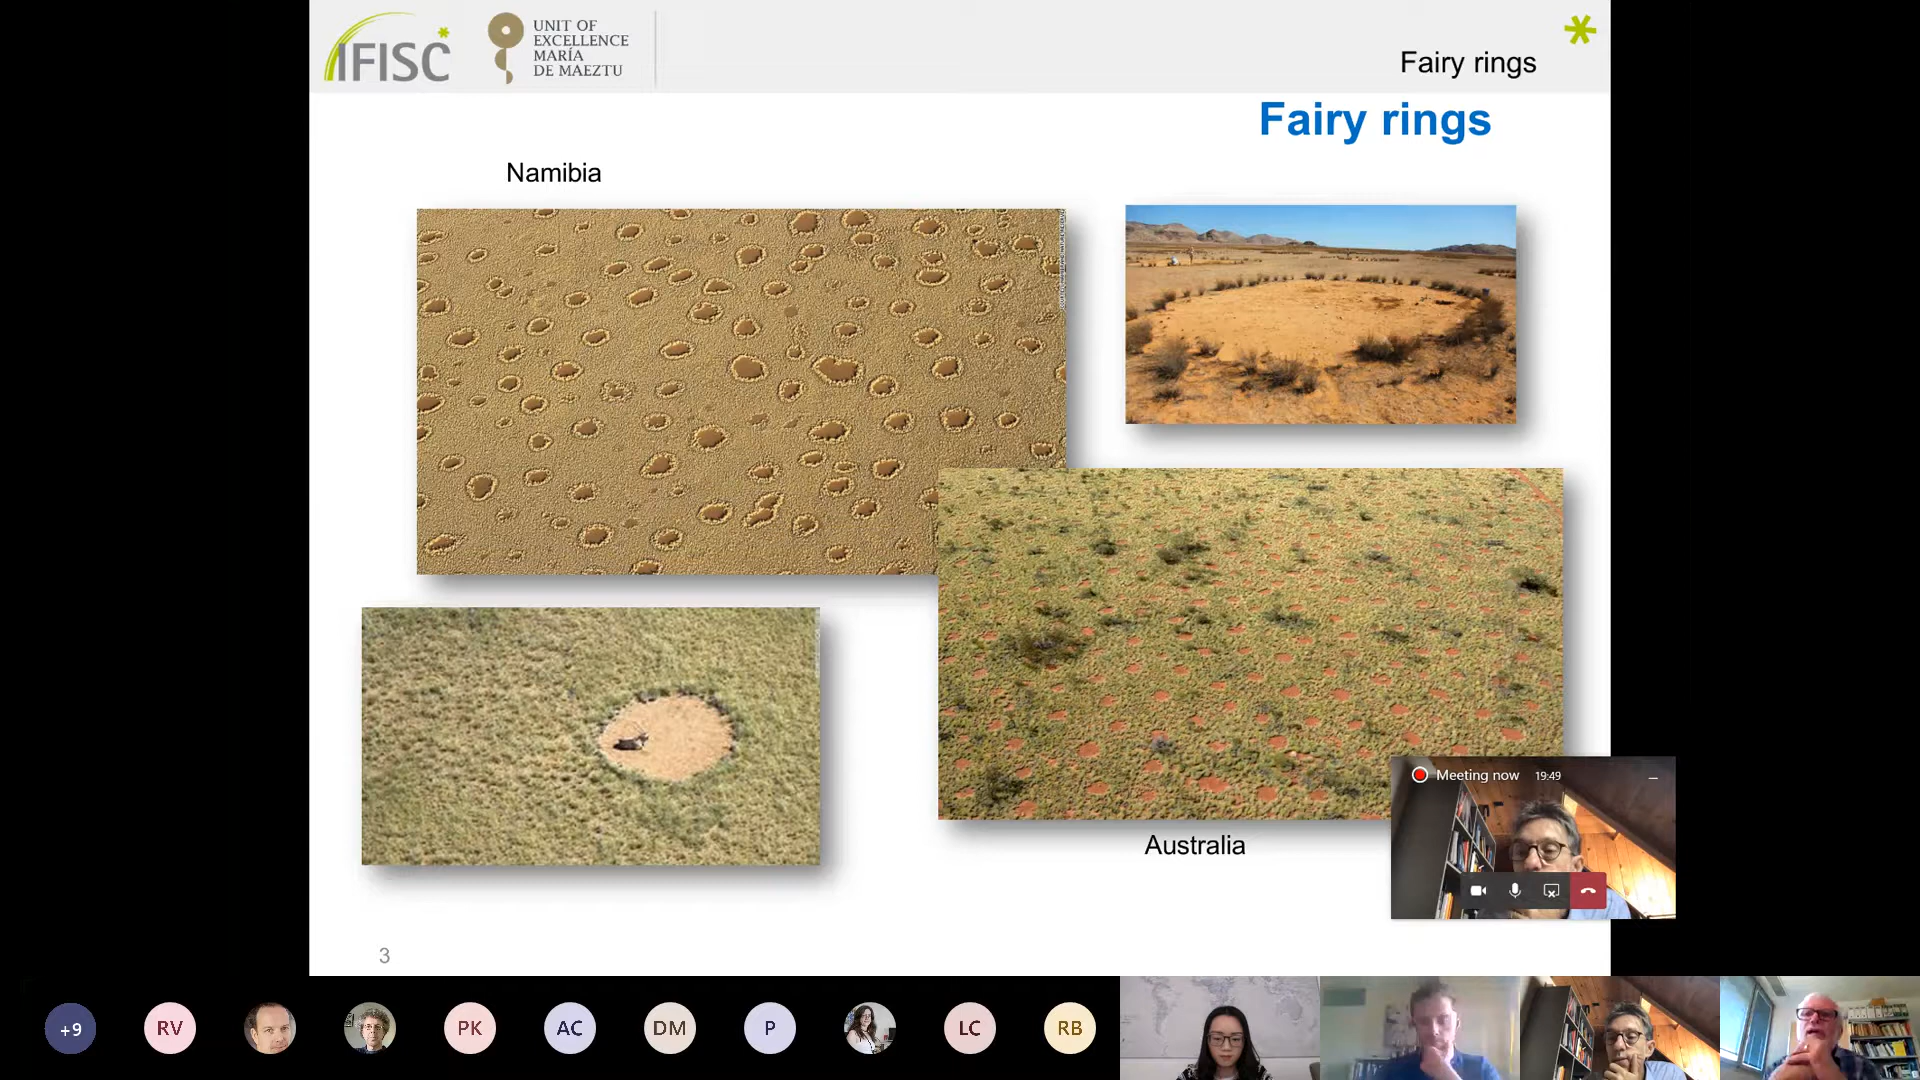 IFISC
UNIT OF
EXCELLENCE
MARÍA
DE MAEZTU
Fairy rings
Fairy rings
Namibia
Australia
Meeting now 19:49
3
+9
RV
PK
AC
DM
P
LC
RB